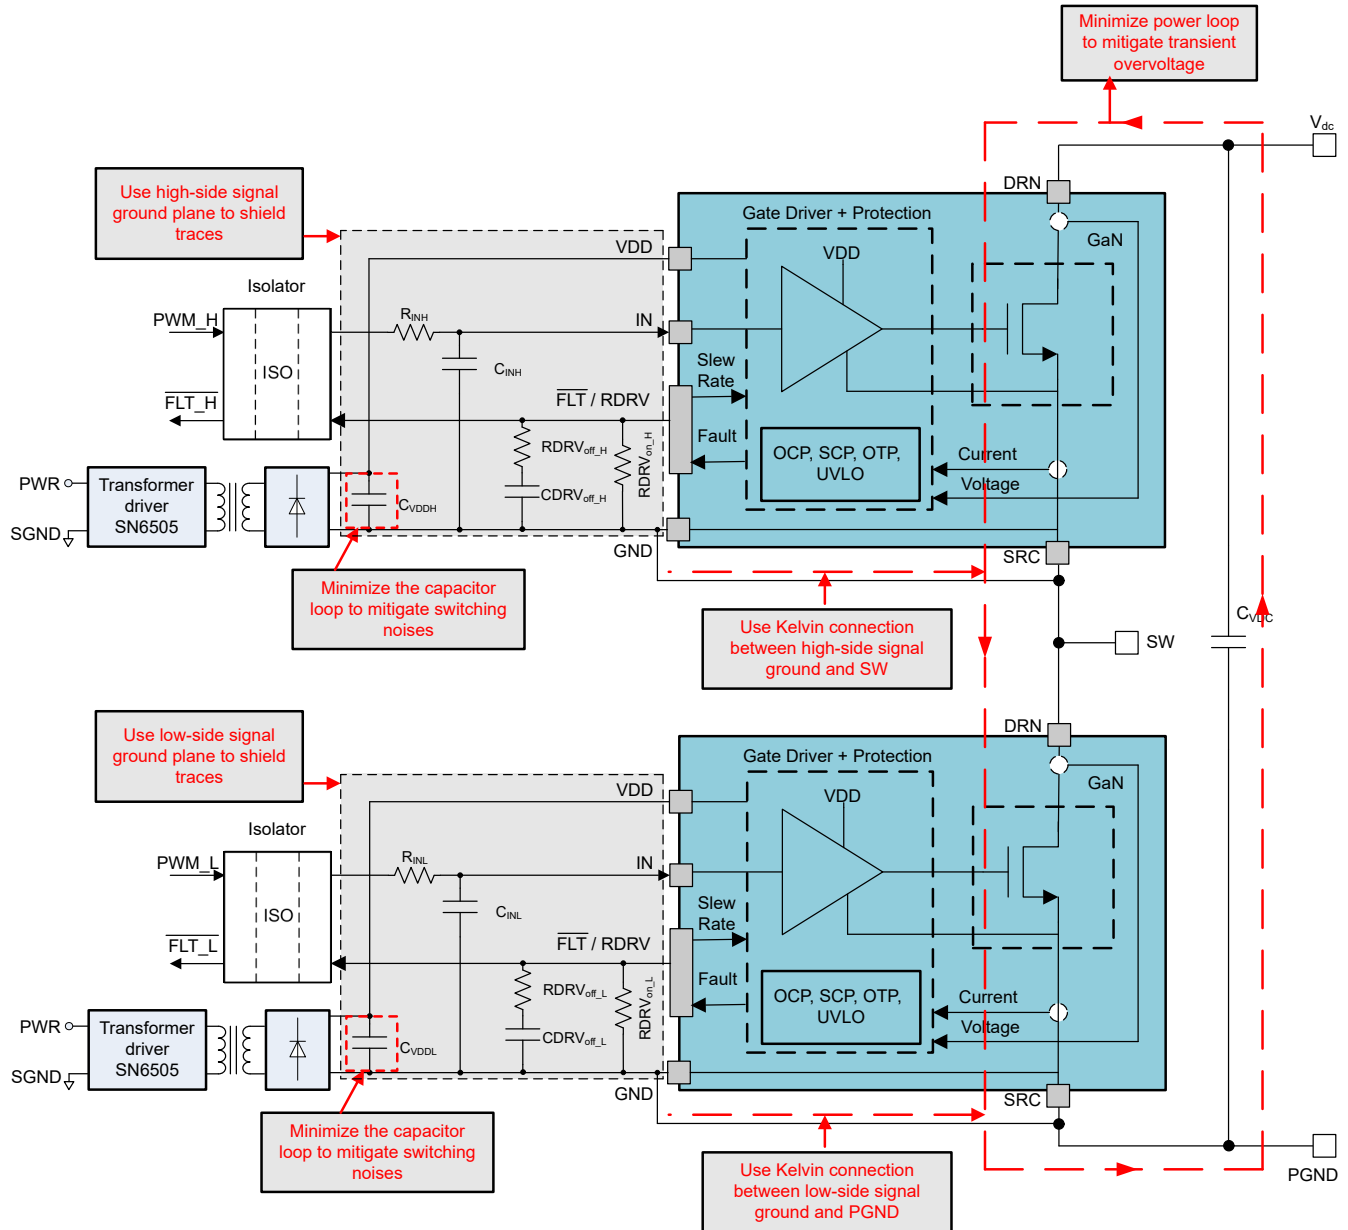 Minimize power loop
to mitigate transient
overvoltage
Vdc
DRN
Use high-side signal
ground plane to shield
traces
Gate Driver + Protection
GaN
VDD
VDD
Isolator
PWM_H
RINH
IN
ISO
CINH
Slew
Rate
FLT_H
FLT / RDRV
RDRVoff_H
RDRVon_H
Fault
OCP, SCP, OTP,
UVLO
Current
Voltage
PWR
Transformer
driver
SN6505
CVDDH
CDRVoff_H
SGND
GND
SRC
Minimize the capacitor
loop to mitigate switching
noises
Use Kelvin connection
between high-side signal
ground and SW
CVDC
SW
DRN
Use low-side signal
ground plane to shield
traces
Gate Driver + Protection
GaN
VDD
VDD
Isolator
PWM_L
RINL
IN
ISO
CINL
Slew
Rate
FLT_L
FLT / RDRV
RDRVoff_L
RDRVon_L
Fault
OCP, SCP, OTP,
UVLO
Current
Voltage
PWR
Transformer
driver
SN6505
CVDDL
CDRVoff_L
SGND
GND
SRC
Minimize the capacitor
loop to mitigate switching
noises
Use Kelvin connection
between low-side signal
ground and PGND
PGND